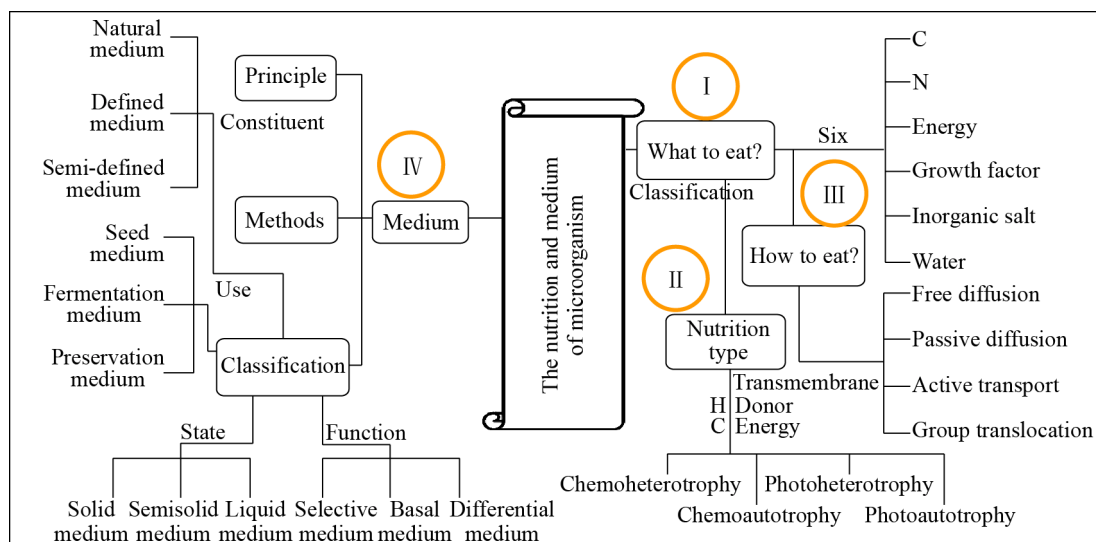 Natural
medium
Defined
medium
Semi-defined
medium
Seed
medium
Fermentation
medium
Preservation
medium
Principle
Constituent
Methods
Use
Classification
State
Function
Solid
medium
Semisolid
medium
Liquid
medium
Selective
medium
Basal
medium
Differential
medium
IV
Medium
The nutrition and medium
of microorganism
I
What to eat?
Classification
Six
III
How to eat?
II
Nutrition
type
Transmembrane
H Donor
C Energy
C
N
Energy
Growth factor
Inorganic salt
Water
Free diffusion
Passive diffusion
Active transport
Group translocation
Chemoheterotrophy
Chemoautotrophy
Photoheterotrophy
Photoautotrophy